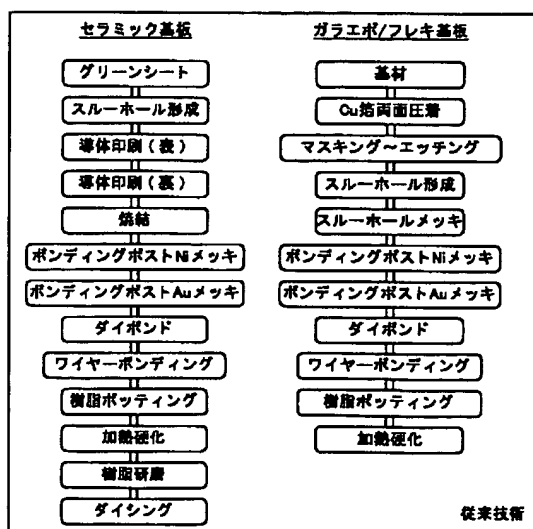 セラミック基板
グリーンシート
スルーホール形成
導体印刷(表)
導体印刷(裏)
焼結
ボンディングポストNiメッキ
ボンディングポストAuメッキ
ダイボンド
ワイヤーボンディング
樹脂ポッティング
加熱硬化
樹脂研磨
ダイシング
ガラエポ/フレキ基板
基材
Cu箔両面圧着
マスキング~エッチング
スルーホール形成
スルーホールメッキ
ボンディングポストNiメッキ
ボンディングポストAuメッキ
ダイボンド
ワイヤーボンディング
樹脂ポッティング
加熱硬化
従来技術